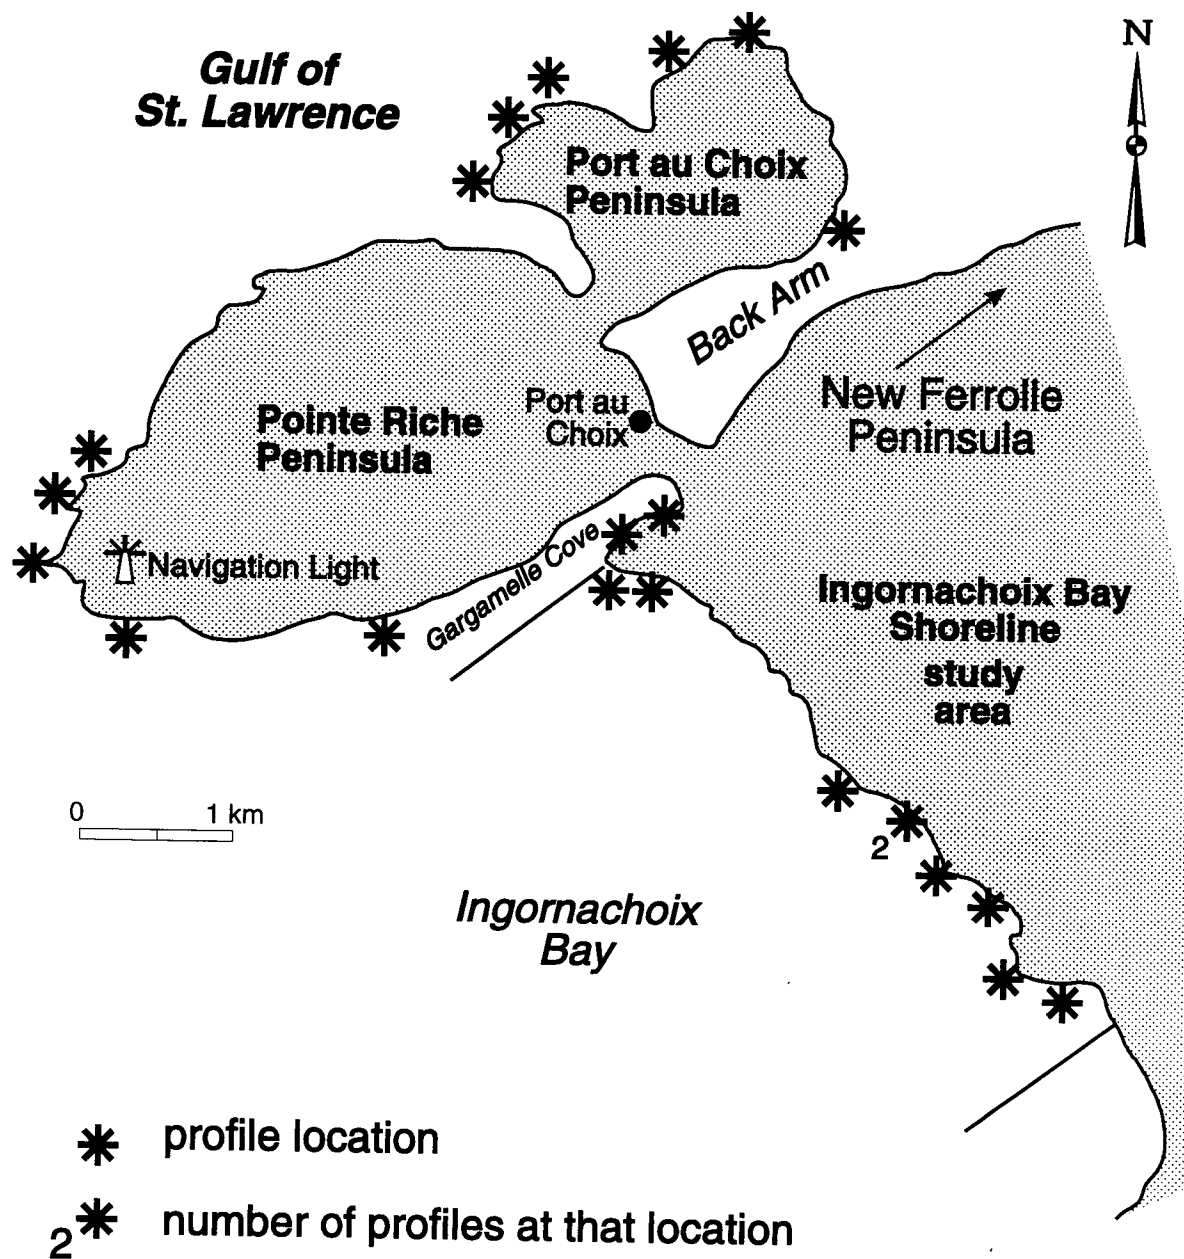 Gulf of
St. Lawrence
N
Port au Choix
Peninsula
Back Arm
New Ferrolle
Peninsula
Port au
Choix
Pointe Riche
Peninsula
Navigation Light
Gargamelle Cove
Ingornachoix Bay
Shoreline
study
area
0 1 km
2
Ingornachoix
Bay
profile location
2 number of profiles at that location